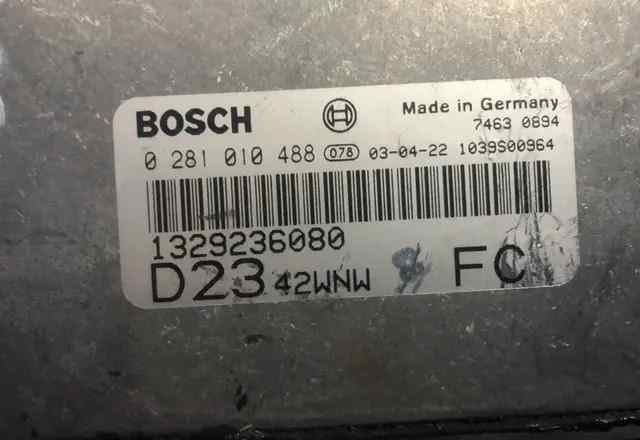 BOSCH
Made in Germany
7463 0894
0 281 010 488 078 03-04-22 1039S00964
1329236080
D23 42WNW FC